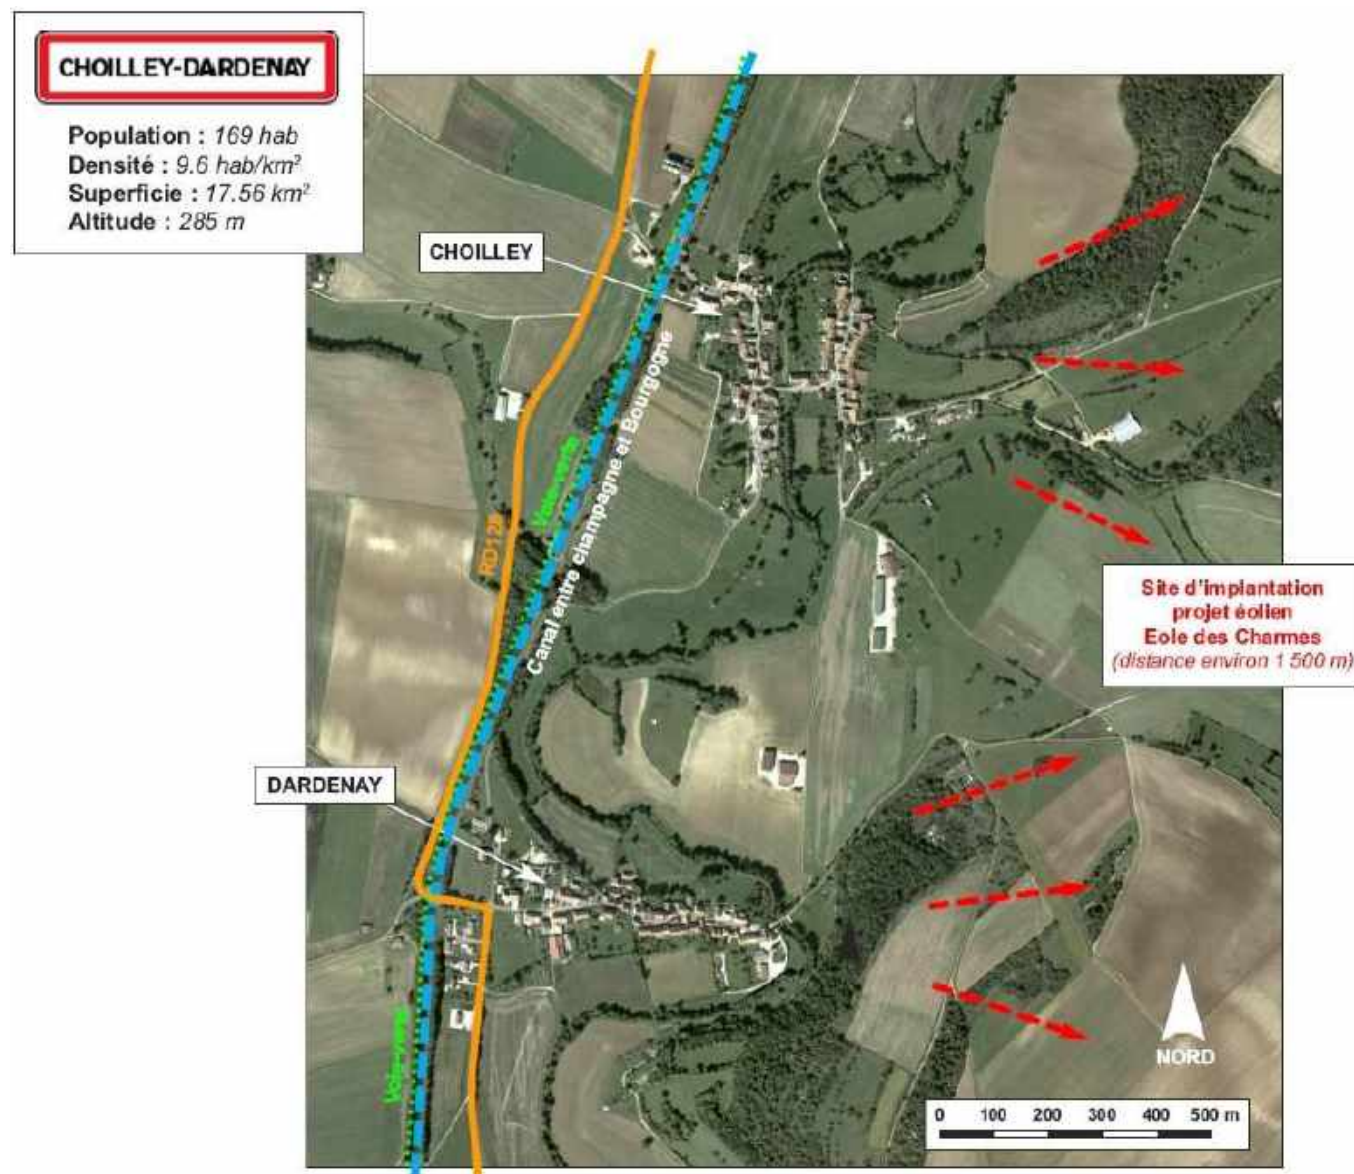 CHOILLEY-DARDENAY
Population : 169 hab
Densité : 9.6 hab/km²
Superficie : 17.56 km²
Altitude : 285 m
CHOILLEY
Canal entre champagne et Bourgogne
Voie verte
RD128
Site d'implantation
projet éolien
Eole des Charmes
(distance environ 1 500 m)
DARDENAY
Voie verte
NORD
0 100 200 300 400 500 m